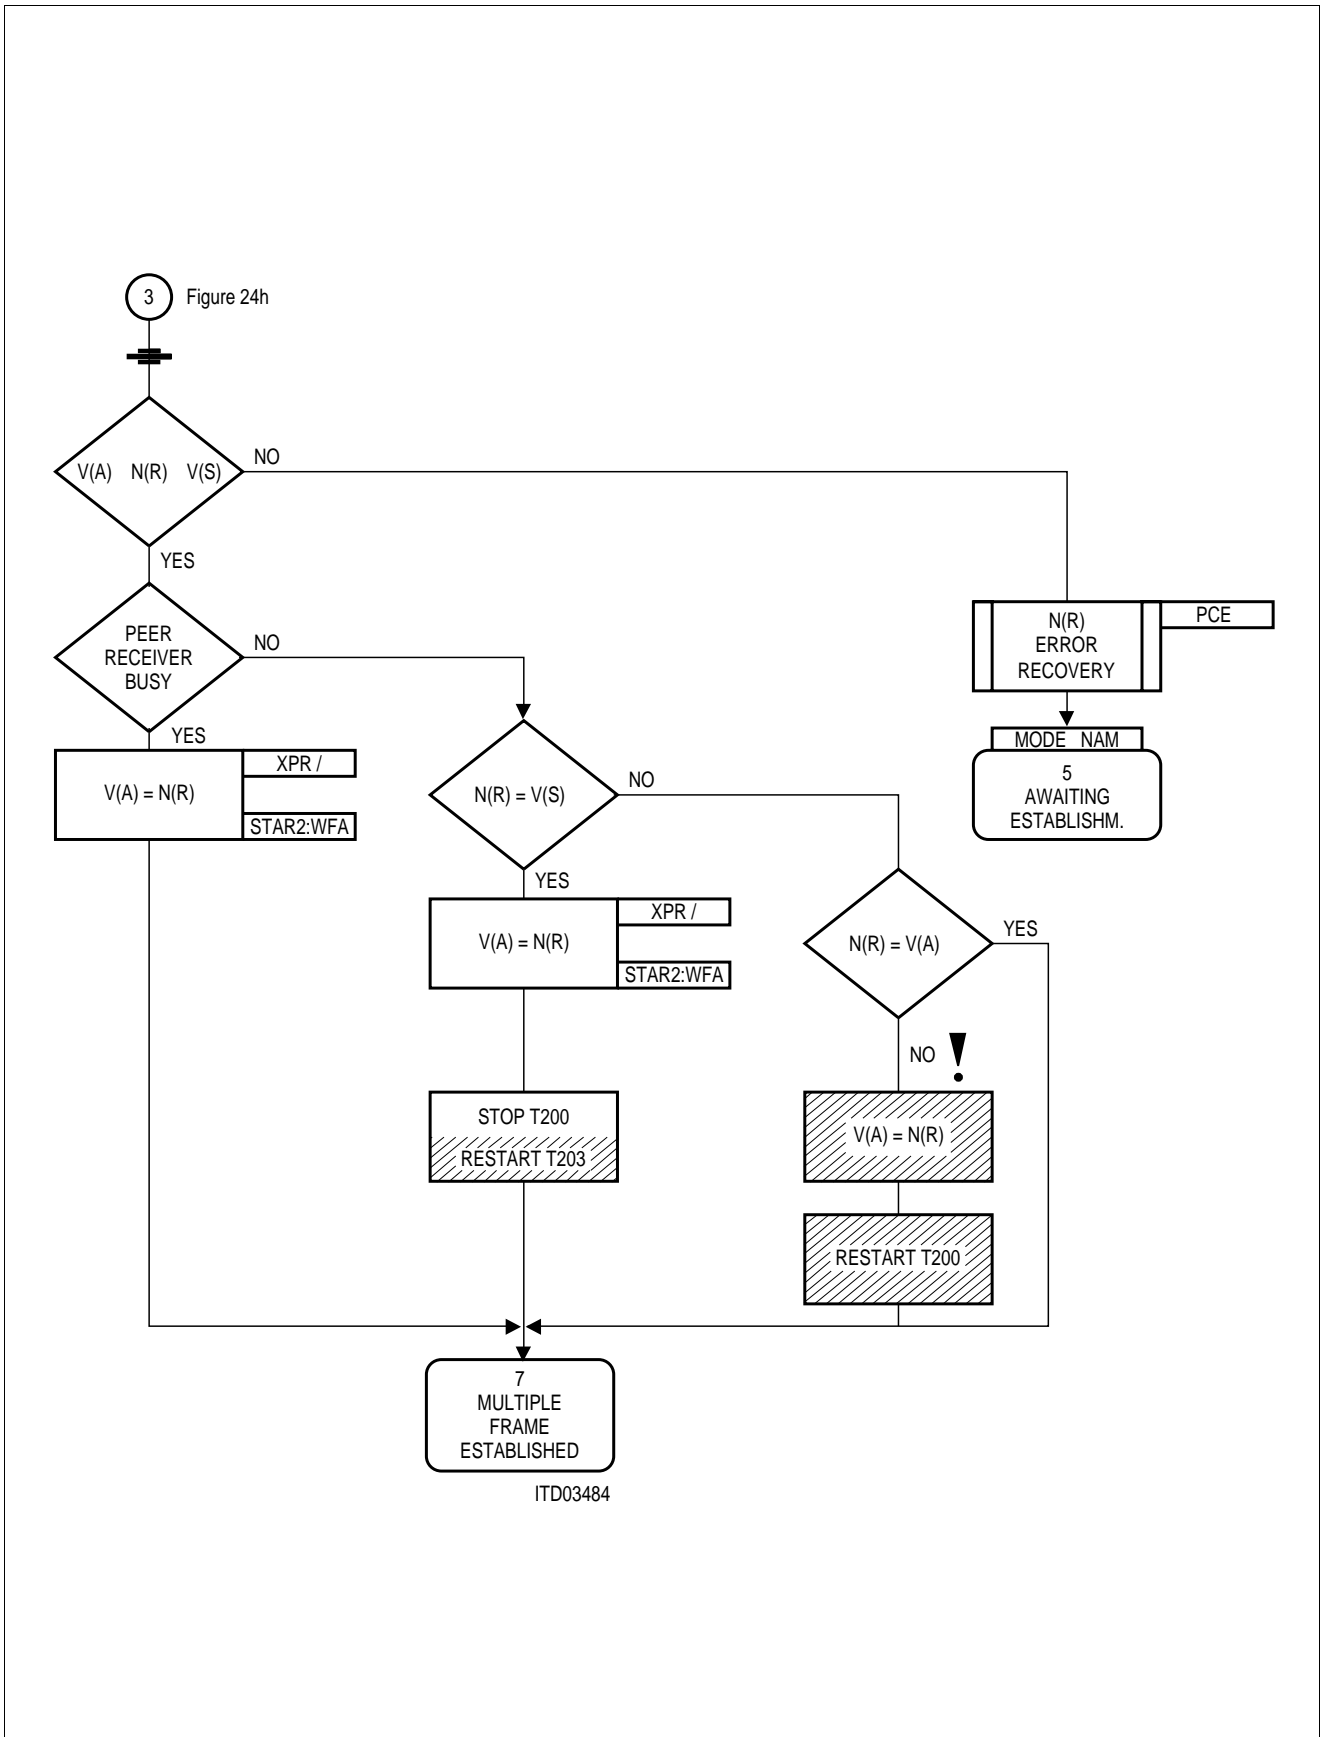 3 Figure 24h
V(A) N(R) V(S)
NO
YES
PEER
RECEIVER
BUSY
NO
YES
N(R)
ERROR
RECOVERY
PCE
MODE NAM
5
AWAITING
ESTABLISHM.
V(A) = N(R)
XPR /
STAR2:WFA
N(R) = V(S)
NO
YES
V(A) = N(R)
XPR /
STAR2:WFA
N(R) = V(A)
YES
NO !
STOP T200
RESTART T203
V(A) = N(R)
RESTART T200
7
MULTIPLE
FRAME
ESTABLISHED
ITD03484